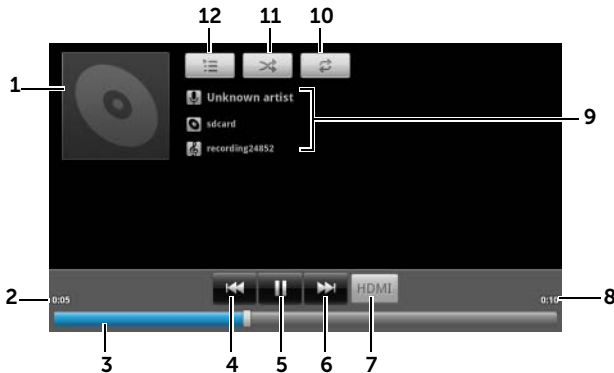 12 11 10
1
Unknown artist
9
sdcard
recording24852
HDMI
2 0:05 0:10 8
3 4 5 6 7